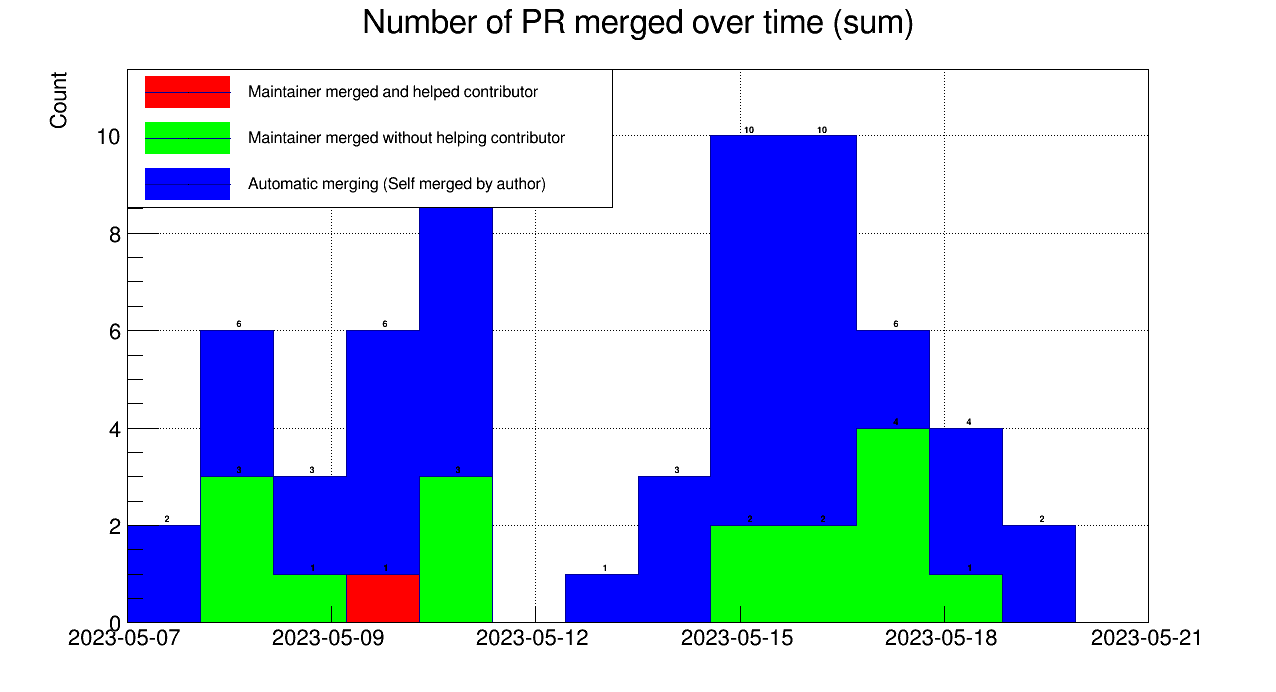 Number of PR merged over time (sum)
Count
Maintainer merged and helped contributor
Maintainer merged without helping contributor
Automatic merging (Self merged by author)
10
8
6
4
2
0
10 10
6 6 6
3 3 3 3 4 4
2 2 2 2
1 1 1 1
2023-05-07 2023-05-09 2023-05-12 2023-05-15 2023-05-18 2023-05-21